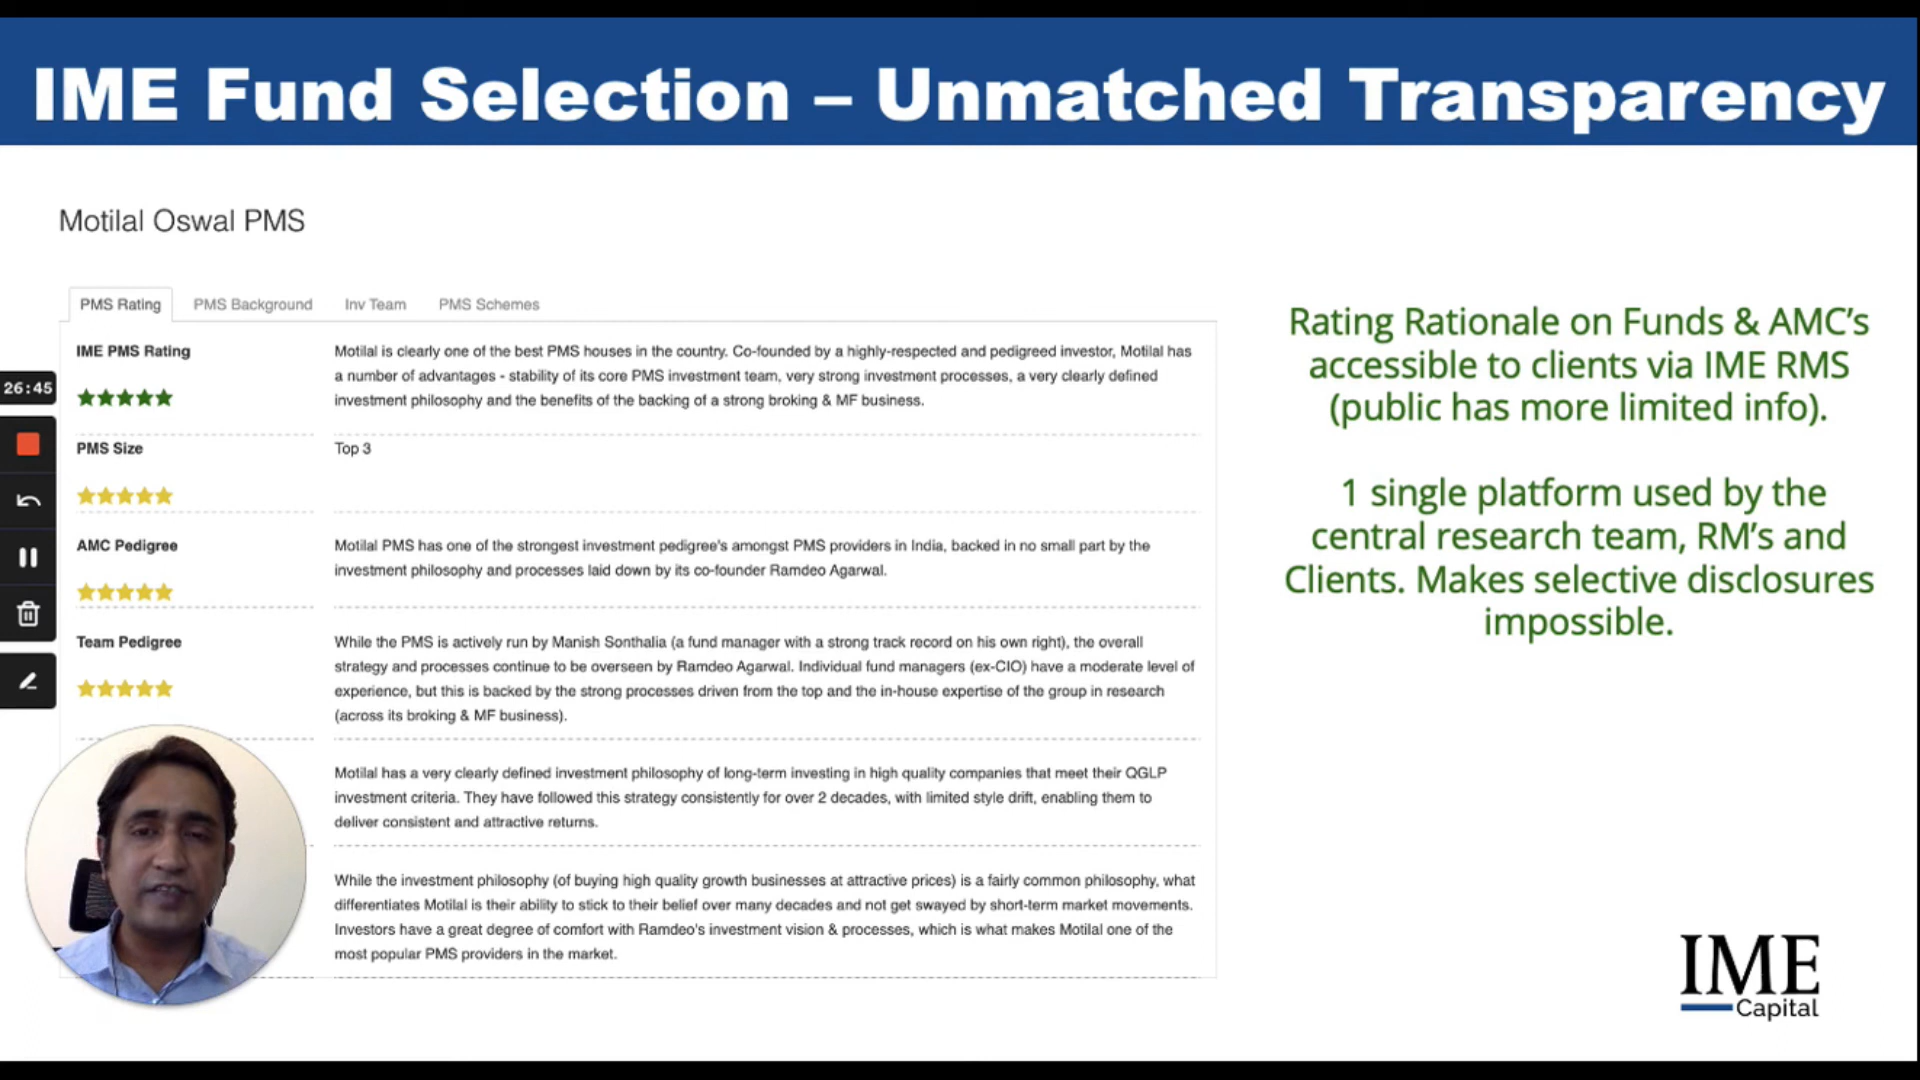 IME Fund Selection – Unmatched Transparency
Motilal Oswal PMS
PMS Rating
PMS Background
Inv Team
PMS Schemes
IME PMS Rating
Motilal is clearly one of the best PMS houses in the country. Co-founded by a highly-respected and pedigreed investor, Motilal has
a number of advantages - stability of its core PMS investment team, very strong investment processes, a very clearly defined
investment philosophy and the benefits of the backing of a strong broking & MF business.
PMS Size
Top 3
AMC Pedigree
Motilal PMS has one of the strongest investment pedigree's amongst PMS providers in India, backed in no small part by the
investment philosophy and processes laid down by its co-founder Ramdeo Agarwal.
Team Pedigree
While the PMS is actively run by Manish Sonthalia (a fund manager with a strong track record on his own right), the overall
strategy and processes continue to be overseen by Ramdeo Agarwal. Individual fund managers (ex-CIO) have a moderate level of
experience, but this is backed by the strong processes driven from the top and the in-house expertise of the group in research
(across its broking & MF business).
Motilal has a very clearly defined investment philosophy of long-term investing in high quality companies that meet their QGLP
investment criteria. They have followed this strategy consistently for over 2 decades, with limited style drift, enabling them to
deliver consistent and attractive returns.
While the investment philosophy (of buying high quality growth businesses at attractive prices) is a fairly common philosophy, what
differentiates Motilal is their ability to stick to their belief over many decades and not get swayed by short-term market movements.
Investors have a great degree of comfort with Ramdeo's investment vision & processes, which is what makes Motilal one of the
most popular PMS providers in the market.
26:45
Rating Rationale on Funds & AMC's
accessible to clients via IME RMS
(public has more limited info).
1 single platform used by the
central research team, RM's and
Clients. Makes selective disclosures
impossible.
IME
Capital